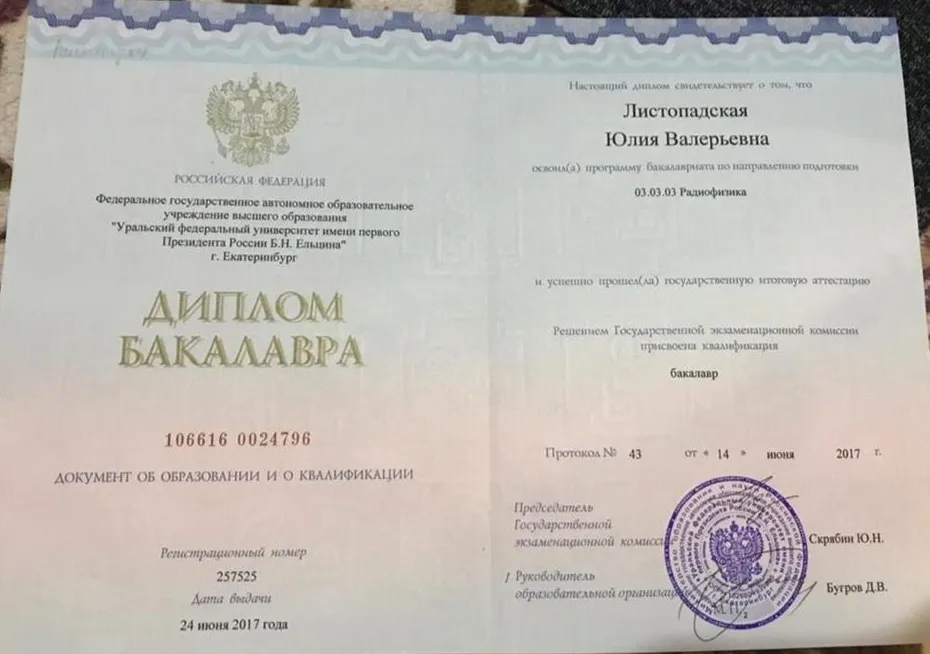 РОССИЙСКАЯ ФЕДЕРАЦИЯ
Федеральное государственное автономное образовательное
учреждение высшего образования
"Уральский федеральный университет имени первого
Президента России Б.Н. Ельцина"
г. Екатеринбург
ДИПЛОМ
БАКАЛАВРА
106616 0024796
ДОКУМЕНТ ОБ ОБРАЗОВАНИИ И О КВАЛИФИКАЦИИ
Регистрационный номер
257525
Дата выдачи
24 июня 2017 года
Настоящий диплом свидетельствует о том, что
Листопадская
Юлия Валерьевна
освоил(а) программу бакалавриата по направлению подготовки
03.03.03 Радиофизика
и успешно прошел(ла) государственную итоговую аттестацию
Решением Государственной экзаменационной комиссии
присвоена квалификация
бакалавр
Протокол № 43 от « 14 » июня 2017 г.
Председатель
Государственной
экзаменационной комисси
Скрябин Ю.Н.
Руководитель
образовательной организац
Бугров Д.В.
М.П.